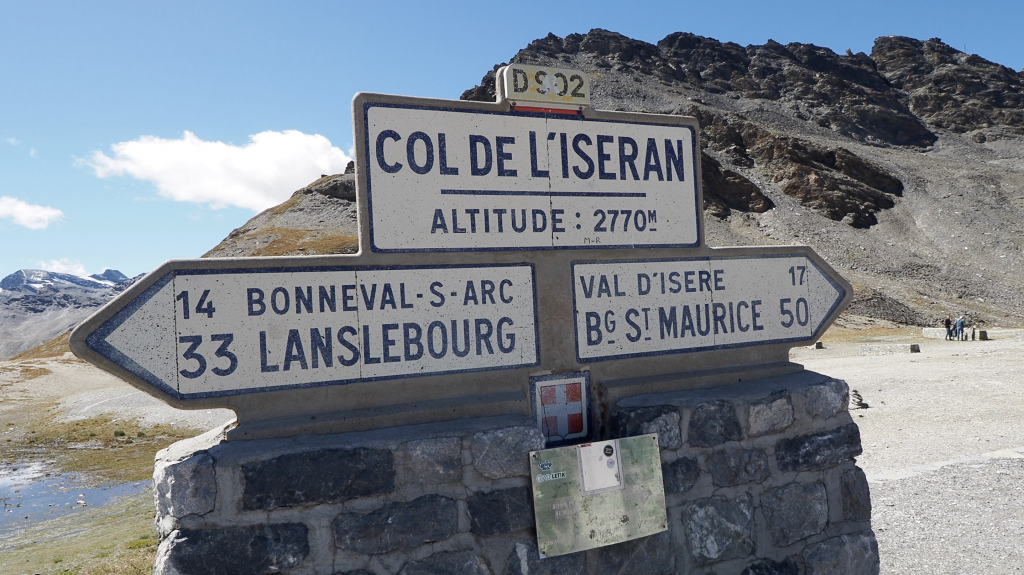 D902
COL DE L'ISERAN
ALTITUDE : 2770M
M-R
14 BONNEVAL-S-ARC
33 LANSLEBOURG
VAL D'ISERE 17
BG ST MAURICE 50